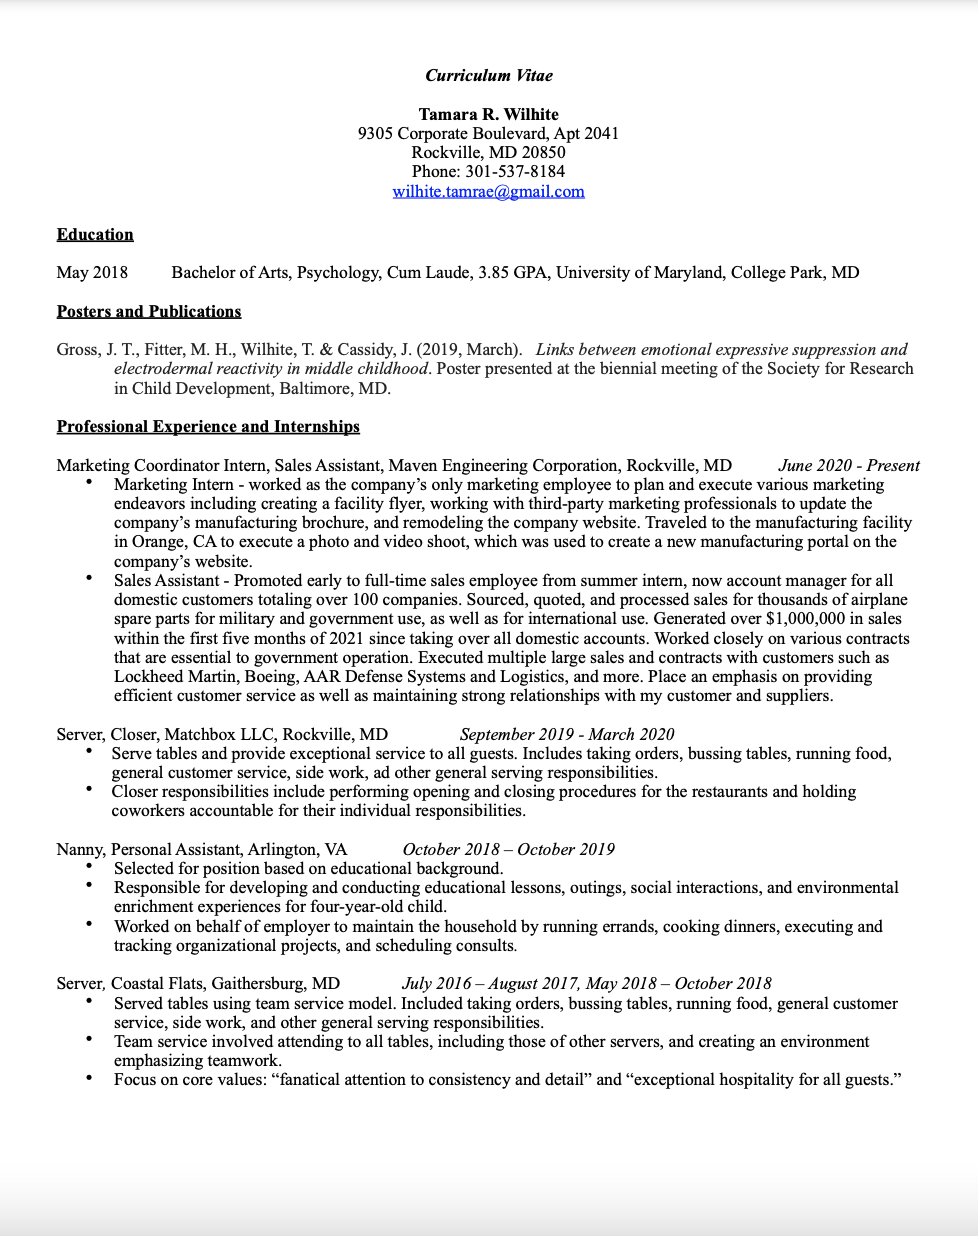 Curriculum Vitae
Tamara R. Wilhite
9305 Corporate Boulevard, Apt 2041
Rockville, MD 20850
Phone: 301-537-8184
wilhite.tamrae@gmail.com
Education
May 2018 Bachelor of Arts, Psychology, Cum Laude, 3.85 GPA, University of Maryland, College Park, MD
Posters and Publications
Gross, J. T., Fitter, M. H., Wilhite, T. & Cassidy, J. (2019, March). Links between emotional expressive suppression and
electrodermal reactivity in middle childhood. Poster presented at the biennial meeting of the Society for Research
in Child Development, Baltimore, MD.
Professional Experience and Internships
Marketing Coordinator Intern, Sales Assistant, Maven Engineering Corporation, Rockville, MD June 2020 - Present
• Marketing Intern - worked as the company’s only marketing employee to plan and execute various marketing
endeavors including creating a facility flyer, working with third-party marketing professionals to update the
company’s manufacturing brochure, and remodeling the company website. Traveled to the manufacturing facility
in Orange, CA to execute a photo and video shoot, which was used to create a new manufacturing portal on the
company’s website.
• Sales Assistant - Promoted early to full-time sales employee from summer intern, now account manager for all
domestic customers totaling over 100 companies. Sourced, quoted, and processed sales for thousands of airplane
spare parts for military and government use, as well as for international use. Generated over $1,000,000 in sales
within the first five months of 2021 since taking over all domestic accounts. Worked closely on various contracts
that are essential to government operation. Executed multiple large sales and contracts with customers such as
Lockheed Martin, Boeing, AAR Defense Systems and Logistics, and more. Place an emphasis on providing
efficient customer service as well as maintaining strong relationships with my customer and suppliers.
Server, Closer, Matchbox LLC, Rockville, MD September 2019 - March 2020
• Serve tables and provide exceptional service to all guests. Includes taking orders, bussing tables, running food,
general customer service, side work, ad other general serving responsibilities.
• Closer responsibilities include performing opening and closing procedures for the restaurants and holding
coworkers accountable for their individual responsibilities.
Nanny, Personal Assistant, Arlington, VA October 2018 – October 2019
• Selected for position based on educational background.
• Responsible for developing and conducting educational lessons, outings, social interactions, and environmental
enrichment experiences for four-year-old child.
• Worked on behalf of employer to maintain the household by running errands, cooking dinners, executing and
tracking organizational projects, and scheduling consults.
Server, Coastal Flats, Gaithersburg, MD July 2016 – August 2017, May 2018 – October 2018
• Served tables using team service model. Included taking orders, bussing tables, running food, general customer
service, side work, and other general serving responsibilities.
• Team service involved attending to all tables, including those of other servers, and creating an environment
emphasizing teamwork.
• Focus on core values: “fanatical attention to consistency and detail” and “exceptional hospitality for all guests.”